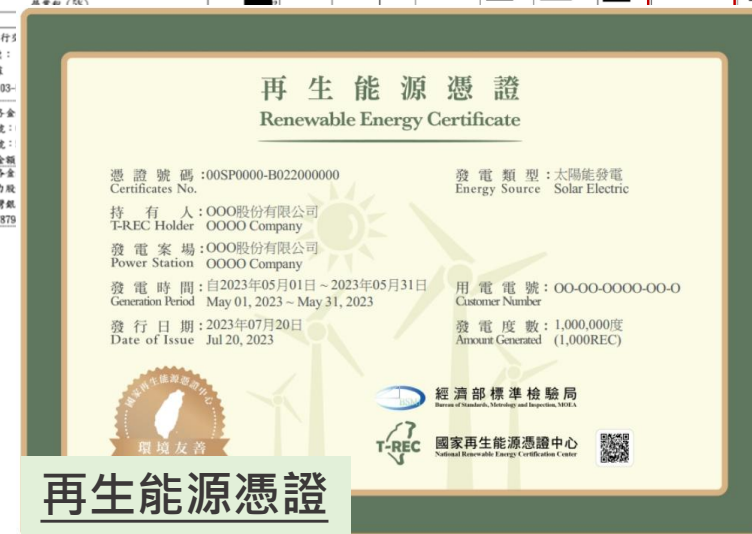 再生能源憑證
Renewable Energy Certificate
憑證號碼:00SP0000-B022000000
Certificates No.
發電類型:太陽能發電
Energy Source Solar Electric
持有人:OOO股份有限公司
T-REC Holder OOOO Company
發電案場:OOO股份有限公司
Power Station OOOO Company
發電時間:自2023年05月01日~2023年05月31日
Generation Period May 01, 2023 ~ May 31, 2023
用電電號:OO-OO-OOOO-OO-O
Customer Number
發行日期:2023年07月20日
Date of Issue Jul 20, 2023
發電度數:1,000,000度
Amount Generated (1,000REC)
國家再生能源憑證中心
環境友善
BSMI
經濟部標準檢驗局
Bureau of Standards, Metrology and Inspection, MOEA
T-REC
國家再生能源憑證中心
National Renewable Energy Certification Center
再生能源憑證